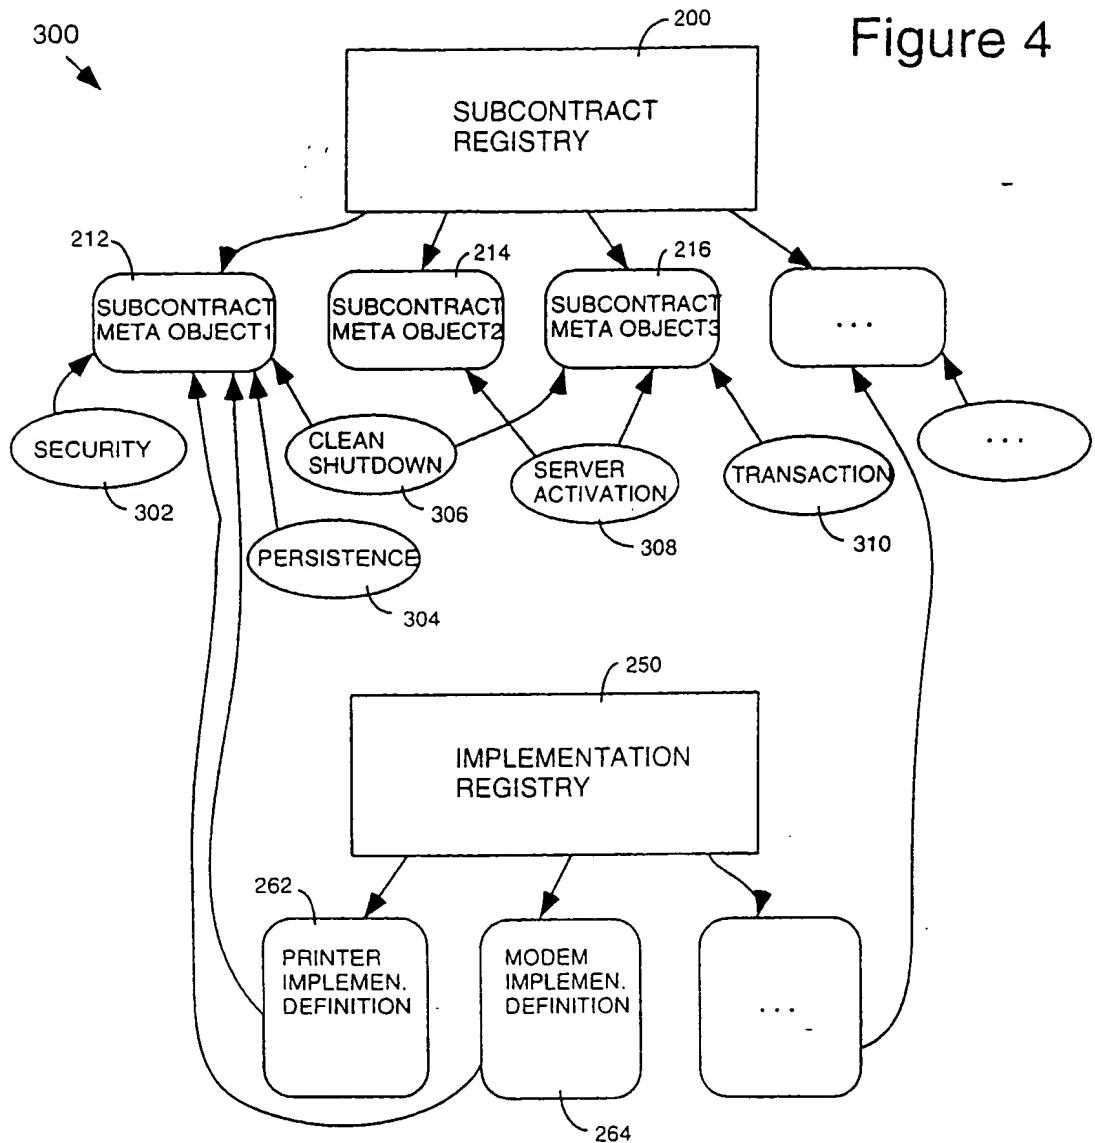 300
200
Figure 4
SUBCONTRACT
REGISTRY
212
214
216
SUBCONTRACT
META OBJECT1
SUBCONTRACT
META OBJECT2
SUBCONTRACT
META OBJECT3
...
SECURITY
302
CLEAN
SHUTDOWN
306
SERVER
ACTIVATION
308
TRANSACTION
310
...
PERSISTENCE
304
250
IMPLEMENTATION
REGISTRY
262
PRINTER
IMPLEMEN.
DEFINITION
MODEM
IMPLEMEN.
DEFINITION
...
264